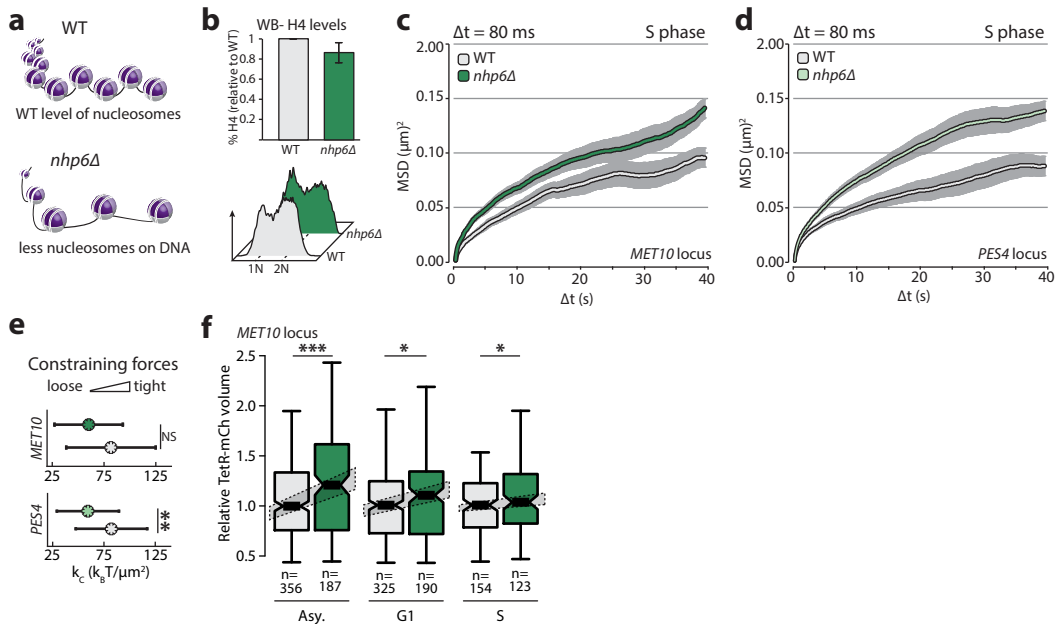 a
WT
WT level of nucleosomes
nhp6Δ
less nucleosomes on DNA
b
WB- H4 levels
% H4 (relative to WT)
1
0.8
0.6
0.4
0.2
WT
nhp6Δ
nhp6Δ
WT
1N
2N
c
Δt = 80 ms
S phase
2.00
WT
nhp6Δ
0.15
0.10
0.05
0.00
MSD (μm)²
MET10 locus
0
10
20
30
40
Δt (s)
d
Δt = 80 ms
S phase
2.00
WT
nhp6Δ
0.15
0.10
0.05
0.00
MSD (μm)²
PES4 locus
0
10
20
30
40
Δt (s)
e
Constraining forces
loose
tight
MET10
NS
25
75
125
PES4
**
25
75
125
kC (kBT/μm²)
f
MET10 locus
Relative TetR-mCh volume
2.5
2.0
1.5
1.0
0.5
***
*
*
n=
356
n=
187
n=
325
n=
190
n=
154
n=
123
Asy.
G1
S